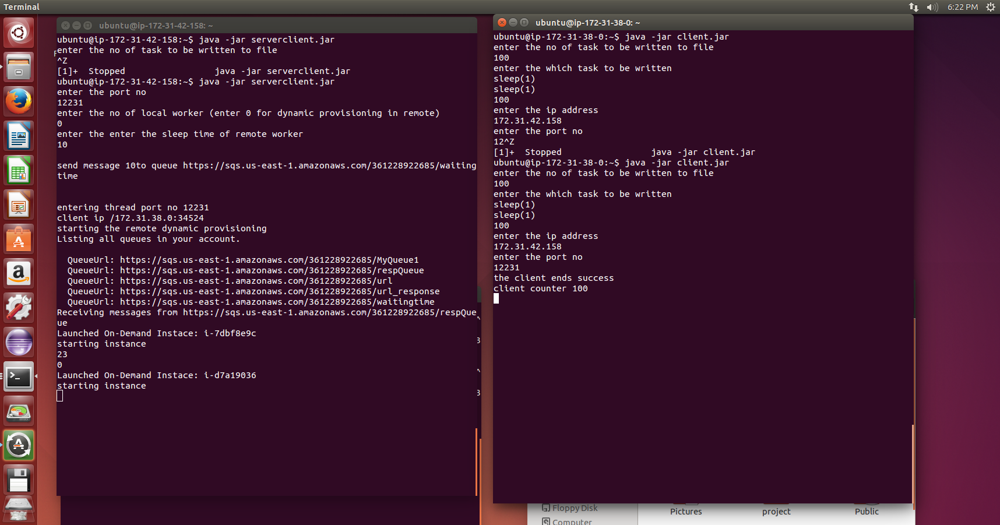 Terminal
6:22 PM
ubuntu@ip-172-31-42-158: ~
ubuntu@ip-172-31-42-158:~$ java -jar serverclient.jar
enter the no of task to be written to file
^Z
[1]+  Stopped                 java -jar serverclient.jar
ubuntu@ip-172-31-42-158:~$ java -jar serverclient.jar
enter the port no
12231
enter the no of local worker (enter 0 for dynamic provisioning in remote)
0
enter the enter the sleep time of remote worker
10
send message 10to queue https://sqs.us-east-1.amazonaws.com/361228922685/waiting
time
entering thread port no 12231
client ip /172.31.38.0:34524
starting the remote dynamic provisioning
Listing all queues in your account.
  QueueUrl: https://sqs.us-east-1.amazonaws.com/361228922685/MyQueue1
  QueueUrl: https://sqs.us-east-1.amazonaws.com/361228922685/respQueue
  QueueUrl: https://sqs.us-east-1.amazonaws.com/361228922685/url
  QueueUrl: https://sqs.us-east-1.amazonaws.com/361228922685/url_response
  QueueUrl: https://sqs.us-east-1.amazonaws.com/361228922685/waitingtime
Receiving messages from https://sqs.us-east-1.amazonaws.com/361228922685/respQue
ue
Launched On-Demand Instace: i-7dbf8e9c
starting instance
23
0
Launched On-Demand Instace: i-d7a19036
starting instance
ubuntu@ip-172-31-38-0: ~
ubuntu@ip-172-31-38-0:~$ java -jar client.jar
enter the no of task to be written to file
100
enter the which task to be written
sleep(1)
sleep(1)
100
enter the ip address
172.31.42.158
enter the port no
12^Z
[1]+  Stopped                 java -jar client.jar
ubuntu@ip-172-31-38-0:~$ java -jar client.jar
enter the no of task to be written to file
100
enter the which task to be written
sleep(1)
sleep(1)
100
enter the ip address
172.31.42.158
enter the port no
12231
the client ends success
client counter 100
Floppy Disk
Computer
Pictures
project
Public